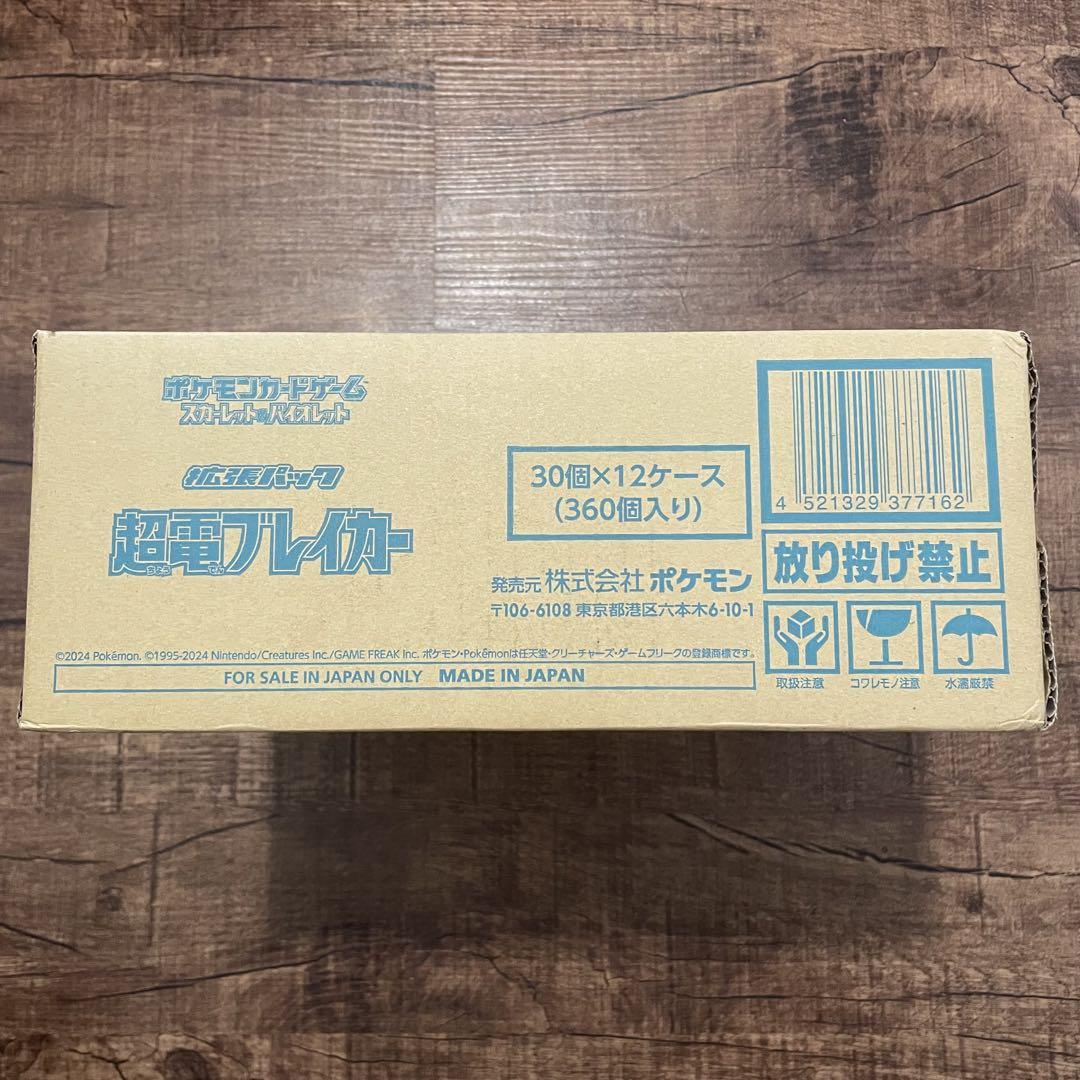 ポケモンカードゲーム
スカーレット&バイオレット
拡張パック
超電ブレイカー
ちょう でん
30個×12ケース
(360個入り)
発売元 株式会社 ポケモン
〒106-6108 東京都港区六本木6-10-1
©2024 Pokémon. ©1995-2024 Nintendo/Creatures Inc./GAME FREAK Inc. ポケモン・Pokémonは任天堂・クリーチャーズ・ゲームフリークの登録商標です。
FOR SALE IN JAPAN ONLY MADE IN JAPAN
4 521329 377162
放り投げ禁止
取扱注意 コワレモノ注意 水濡厳禁